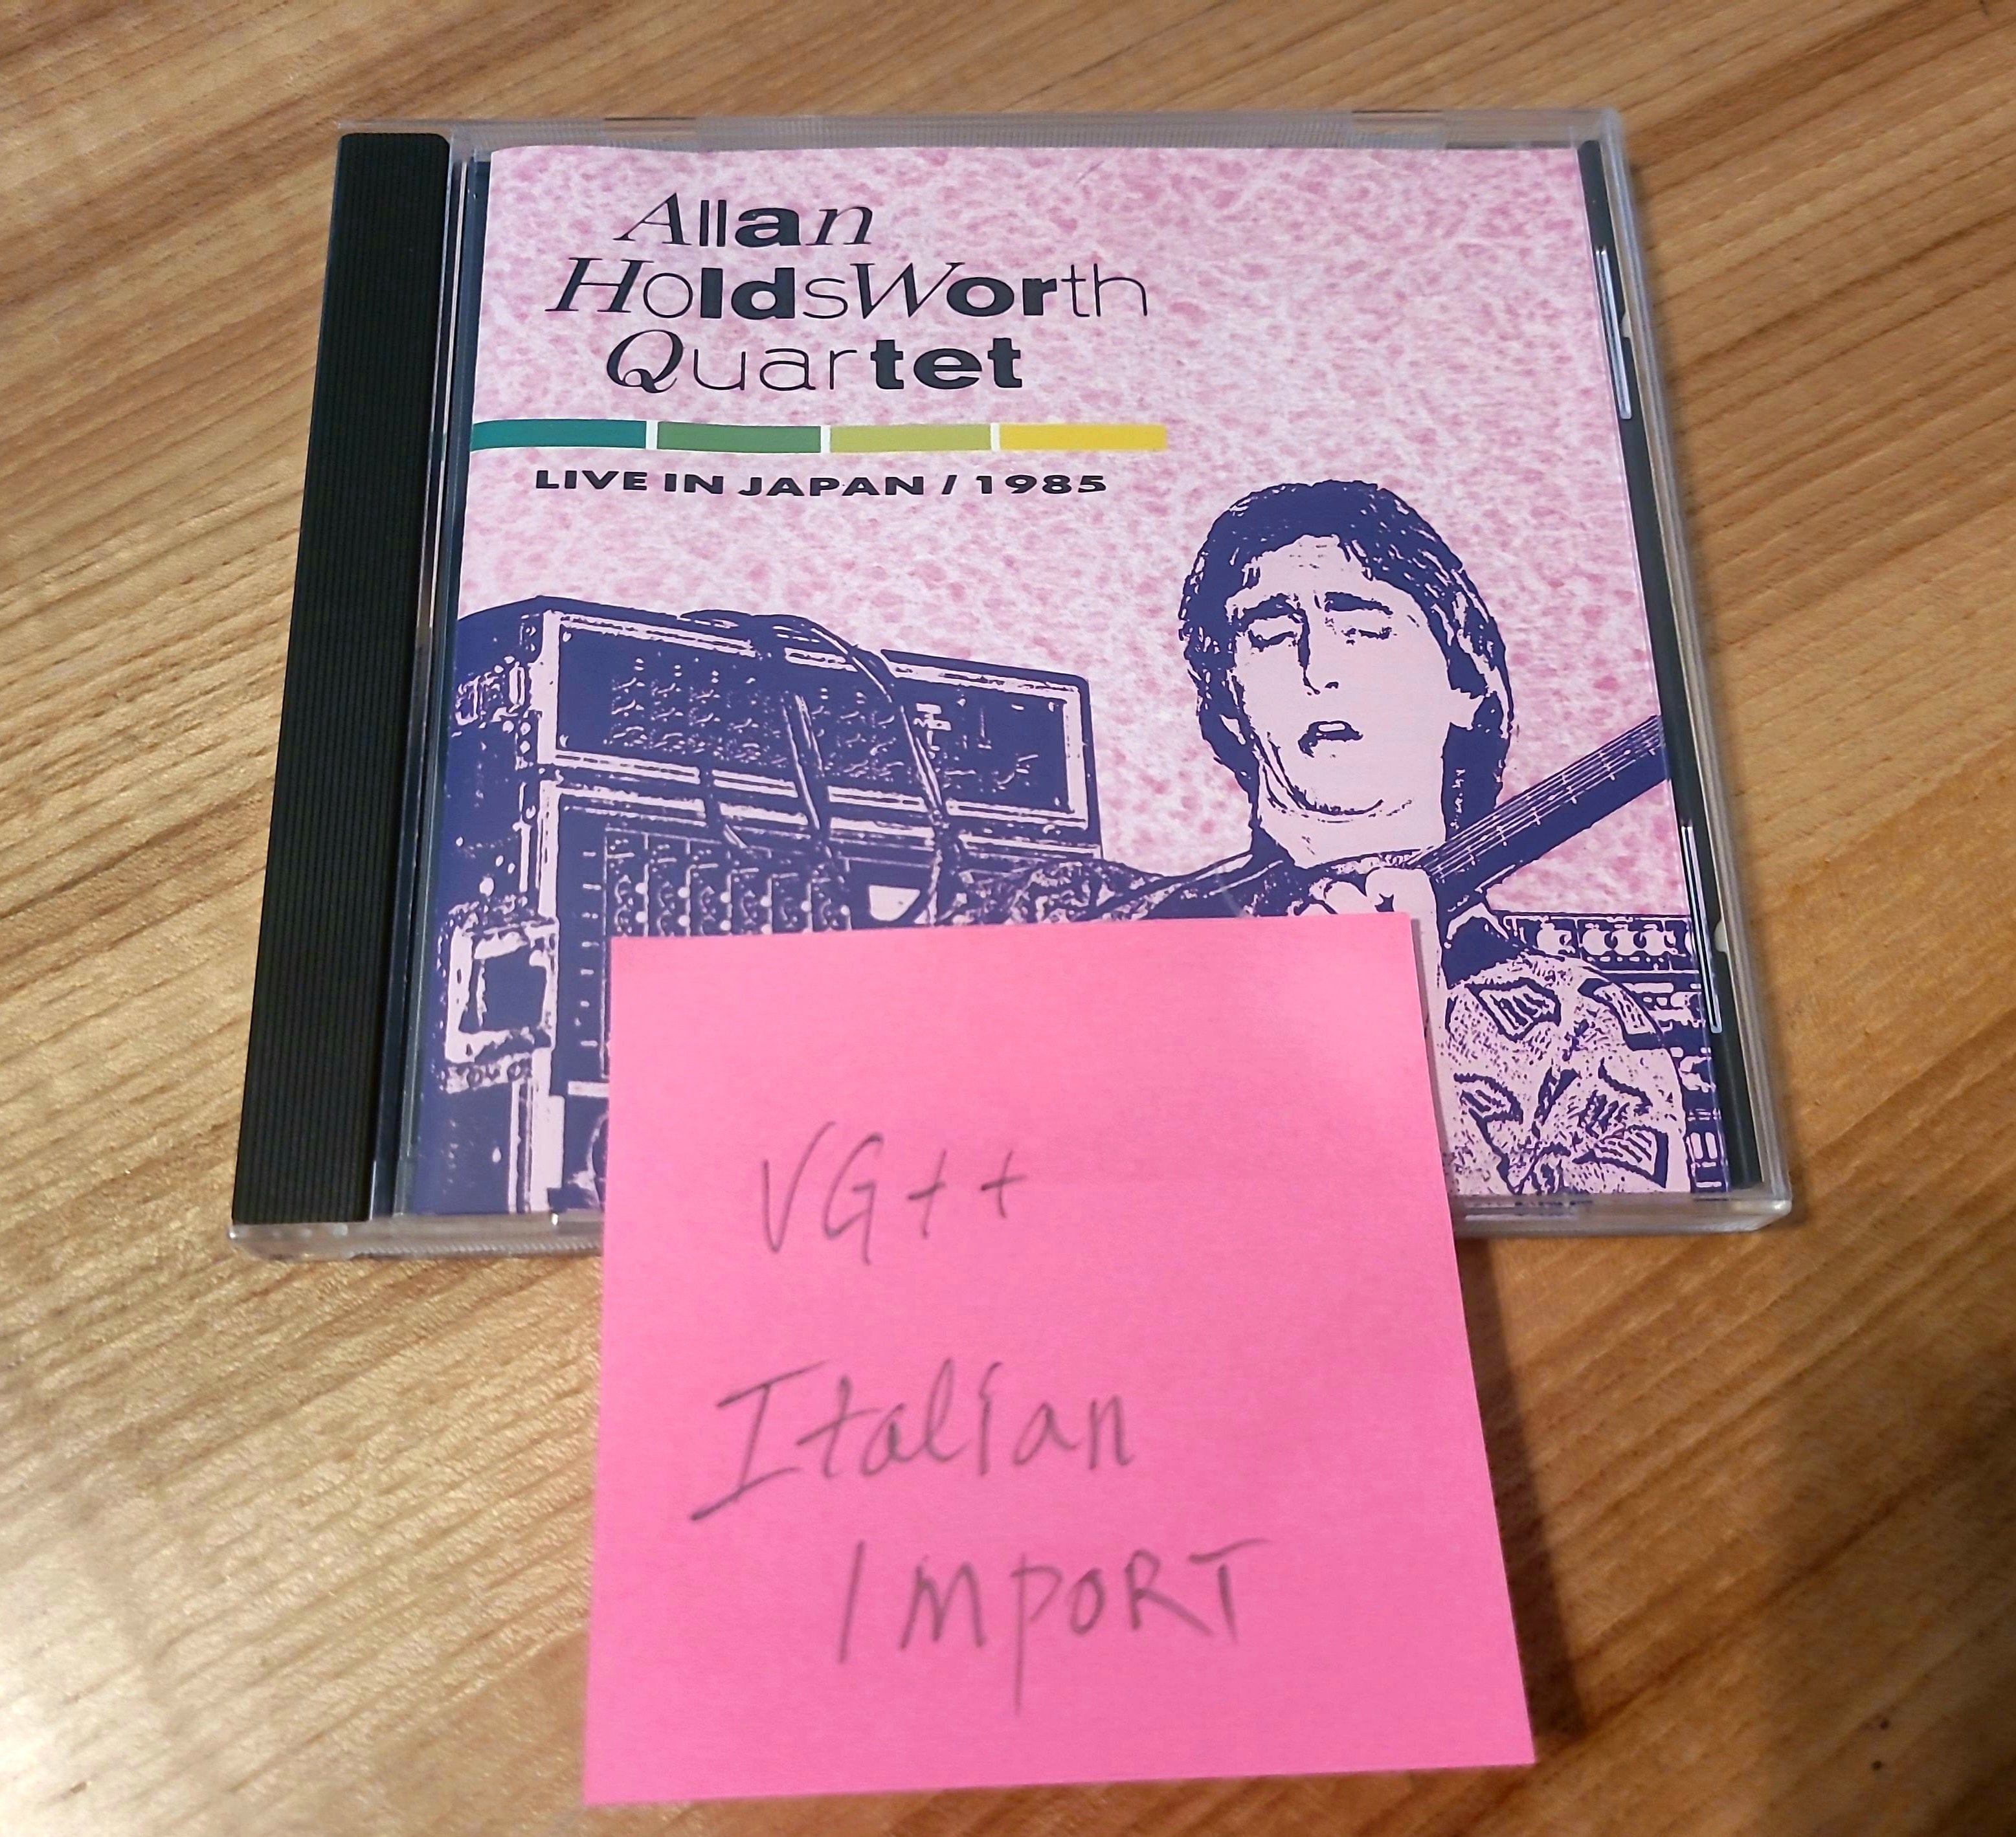 Allan
HoldsWorth
Quartet
LIVE IN JAPAN / 1985
VG++
Italian
IMPORT